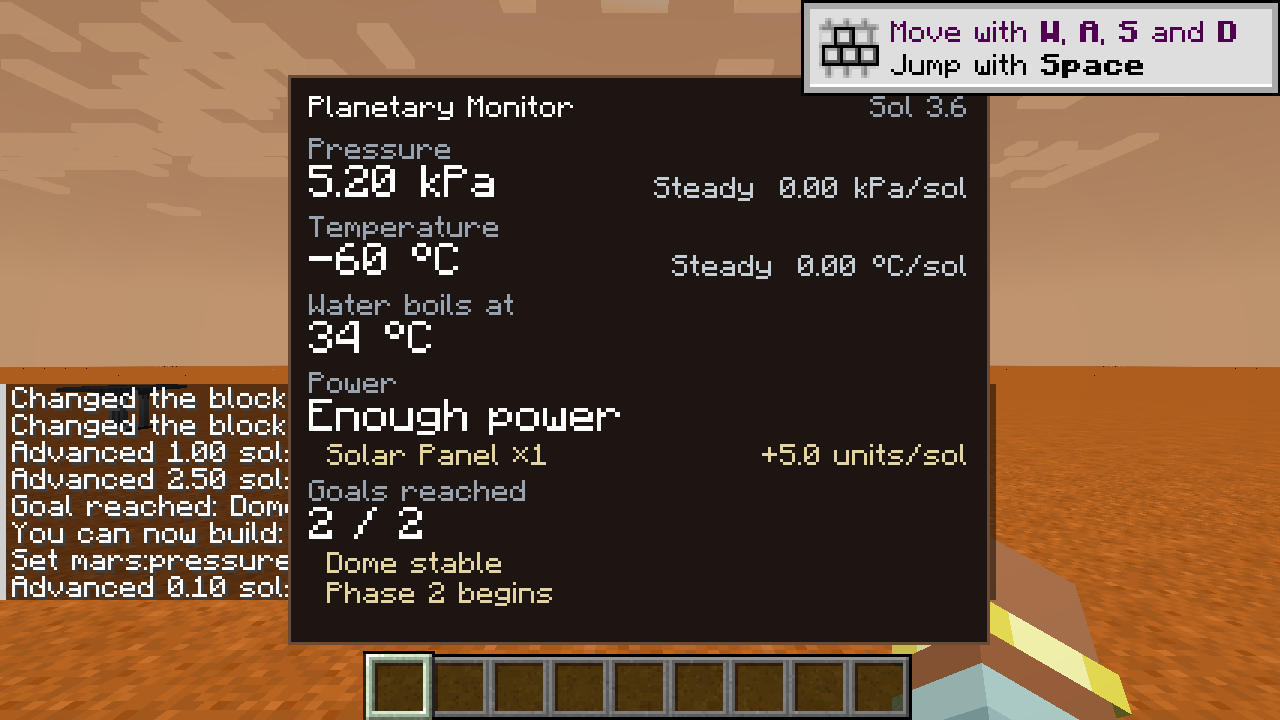 Move with W, A, S and D
Jump with Space
Planetary Monitor Sol 3.6
Pressure
5.20 kPa Steady 0.00 kPa/sol
Temperature
-60 ºC Steady 0.00 ºC/sol
Water boils at
34 ºC
Power
Enough power
Solar Panel ×1 +5.0 units/sol
Goals reached
2 / 2
Dome stable
Phase 2 begins
Changed the block
Changed the block
Advanced 1.00 sol
Advanced 2.50 sol
Goal reached:
You can now build:
Set mars:pressure
Advanced 0.10 sol